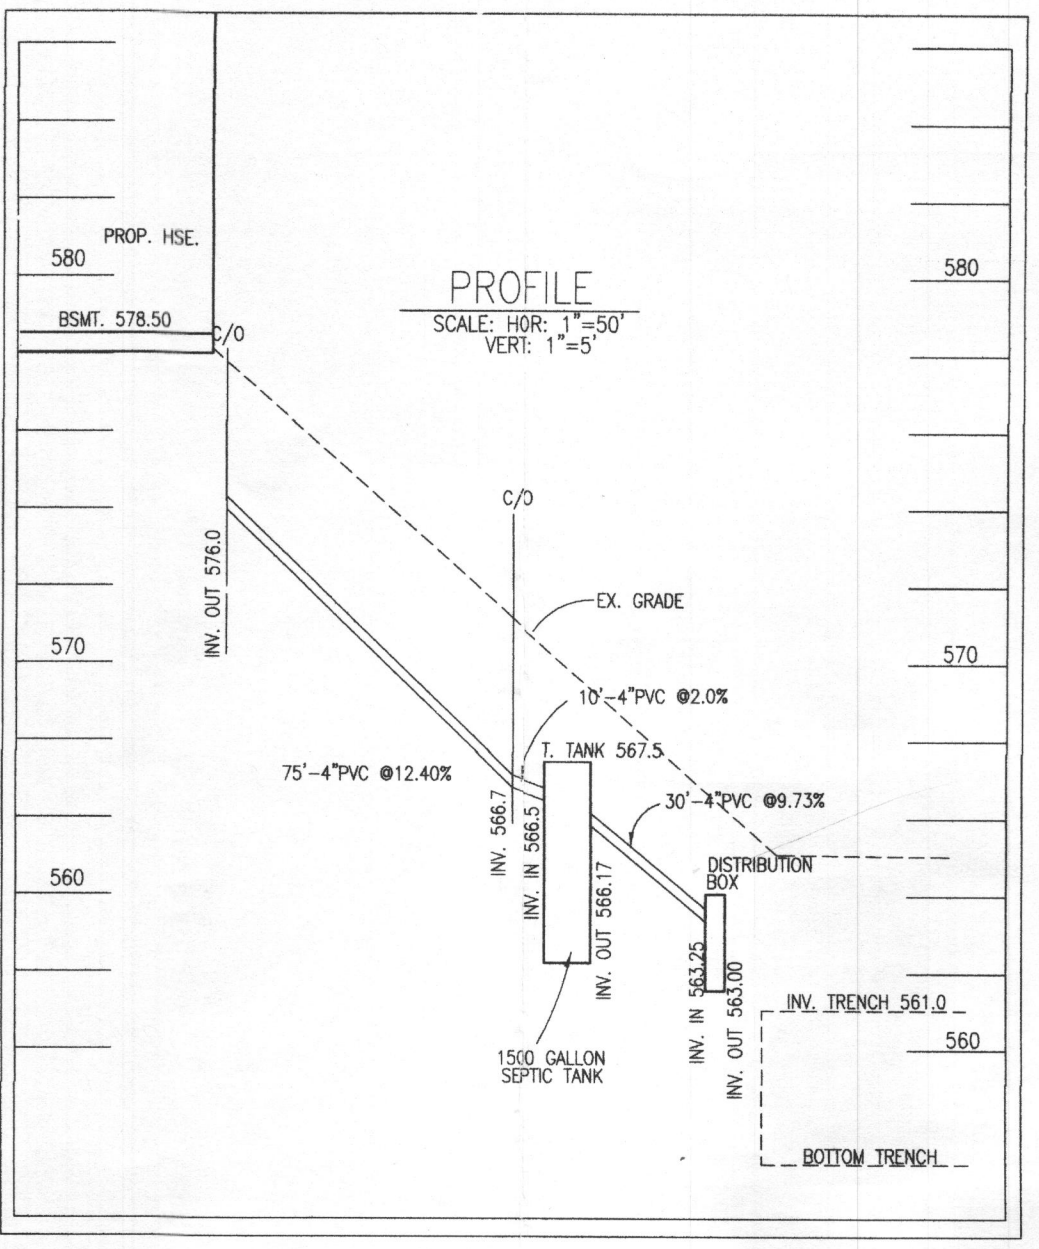 PROP. HSE.
580
580
PROFILE
SCALE: HOR: 1"=50'
VERT: 1"=5'
BSMT. 578.50
C/O
C/O
INV. OUT 576.0
EX. GRADE
570
570
10'-4"PVC @2.0%
T. TANK 567.5
75'-4"PVC @12.40%
30'-4"PVC @9.73%
INV. 566.7
INV. IN 566.5
INV. OUT 566.17
560
DISTRIBUTION
BOX
INV. IN 563.25
INV. OUT 563.00
INV. TRENCH 561.0
560
1500 GALLON
SEPTIC TANK
BOTTOM TRENCH